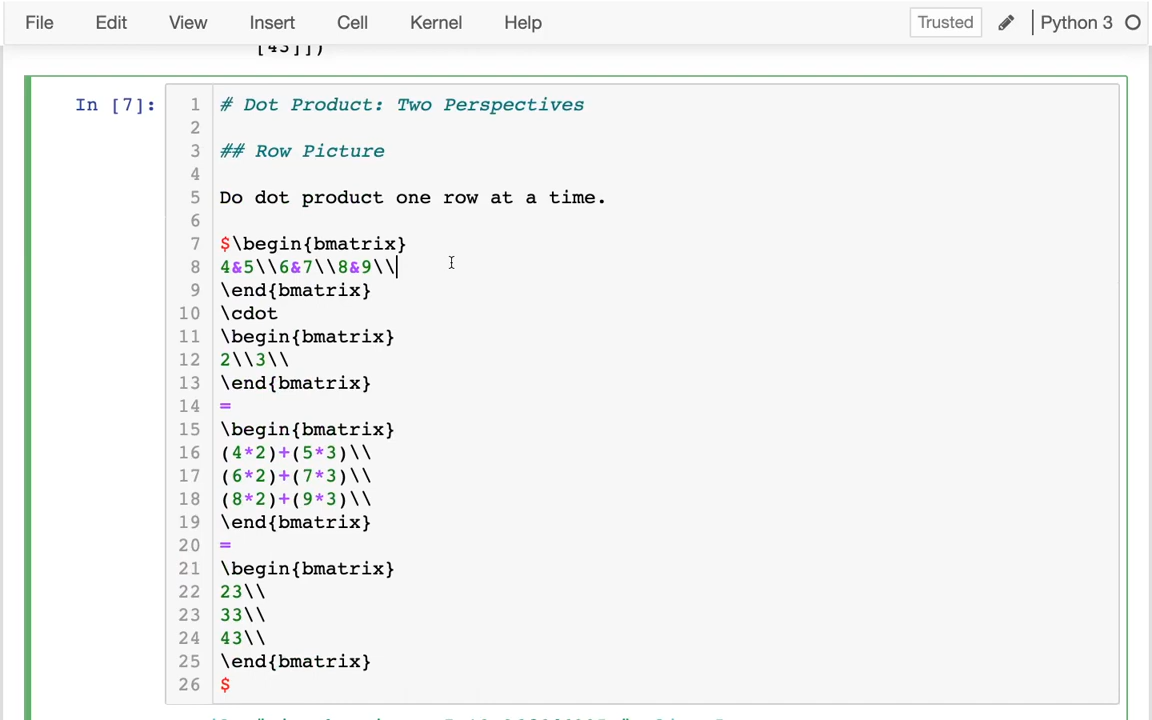 File Edit View Insert Cell Kernel Help Trusted Python 3
[43]])
In [7]:
1 # Dot Product: Two Perspectives
2
3 ## Row Picture
4
5 Do dot product one row at a time.
6
7 $\begin{bmatrix}
8 4&5\\6&7\\8&9\\
9 \end{bmatrix}
10 \cdot
11 \begin{bmatrix}
12 2\\3\\
13 \end{bmatrix}
14 =
15 \begin{bmatrix}
16 (4*2)+(5*3)\\
17 (6*2)+(7*3)\\
18 (8*2)+(9*3)\\
19 \end{bmatrix}
20 =
21 \begin{bmatrix}
22 23\\
23 33\\
24 43\\
25 \end{bmatrix}
26 $